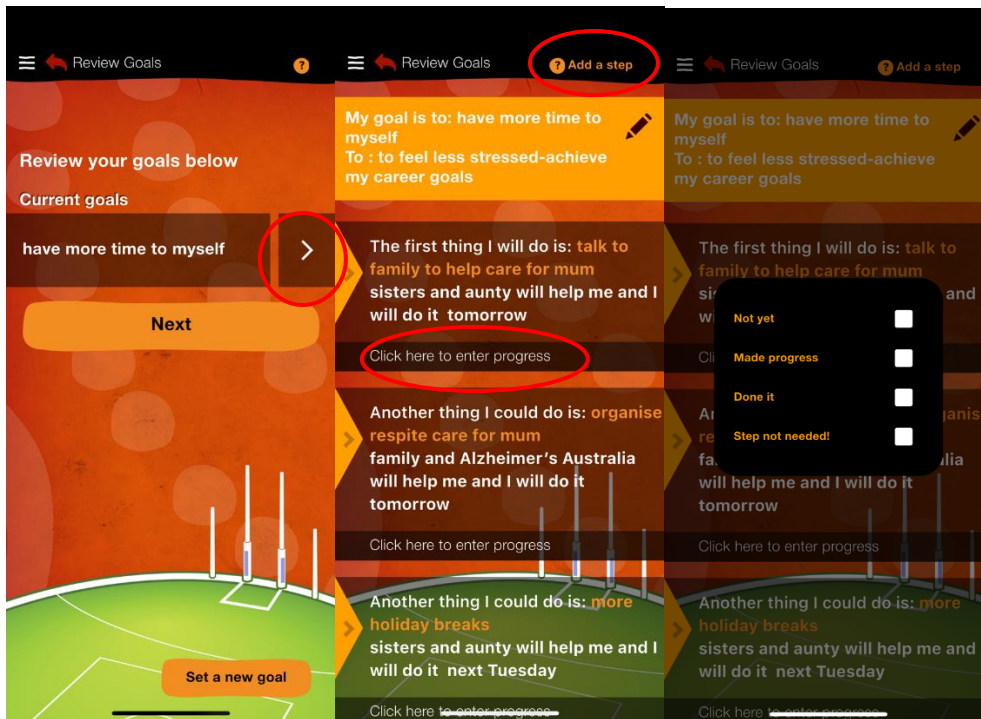 Review Goals
?
Review your goals below
Current goals
have more time to myself
Next
Set a new goal
Review Goals
? Add a step
My goal is to: have more time to
myself
To : to feel less stressed-achieve
my career goals
The first thing I will do is: talk to
family to help care for mum
sisters and aunty will help me and I
will do it tomorrow
Click here to enter progress
Another thing I could do is: organise
respite care for mum
family and Alzheimer's Australia
will help me and I will do it
tomorrow
Click here to enter progress
Another thing I could do is: more
holiday breaks
sisters and aunty will help me and I
will do it next Tuesday
Click here to enter progress
Review Goals
? Add a step
My goal is to: have more time to
myself
To : to feel less stressed-achieve
my career goals
The first thing I will do is: talk to
family to help care for mum
and
Not yet
Made progress
Done it
Step not needed!
will help me and I will do it
tomorrow
Click here to enter progress
Another thing I could do is: more
holiday breaks
sisters and aunty will help me and
will do it next Tuesday
Click here to enter progress